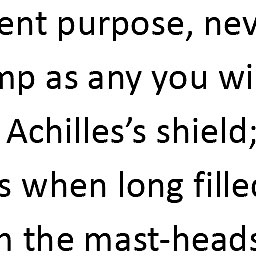 ent purpose, nev
mp as any you wi
Achilles’s shield;
s when long filled
n the mast-heads